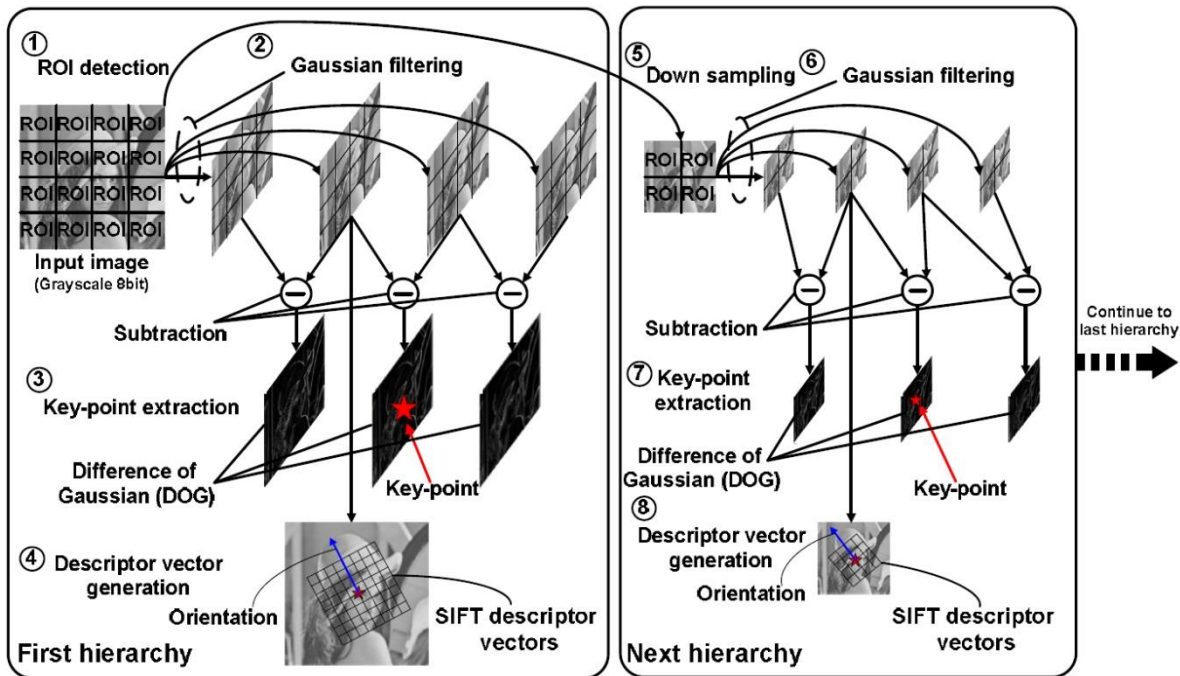 ①
ROI detection
②
Gaussian filtering
ROI ROI ROI ROI
ROI ROI ROI ROI
ROI ROI ROI ROI
ROI ROI ROI ROI
Input image
(Grayscale 8bit)
Subtraction
③
Key-point extraction
Difference of
Gaussian (DOG)
Key-point
④
Descriptor vector
generation
Orientation
SIFT descriptor
vectors
First hierarchy
⑤
Down sampling
⑥
Gaussian filtering
ROI ROI
ROI ROI
Subtraction
⑦
Key-point
extraction
Difference of
Gaussian (DOG)
Key-point
⑧
Descriptor vector
generation
Orientation
SIFT descriptor
vectors
Next hierarchy
Continue to
last hierarchy